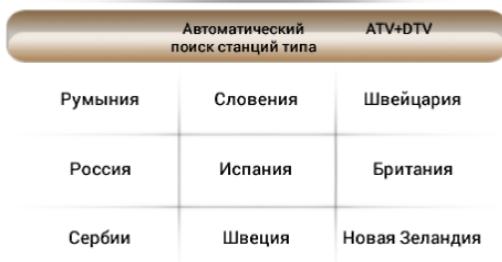 Автоматический ATV+DTV
поиск станций типа
Румыния Словения Швейцария
Россия Испания Британия
Сербии Швеция Новая Зеландия